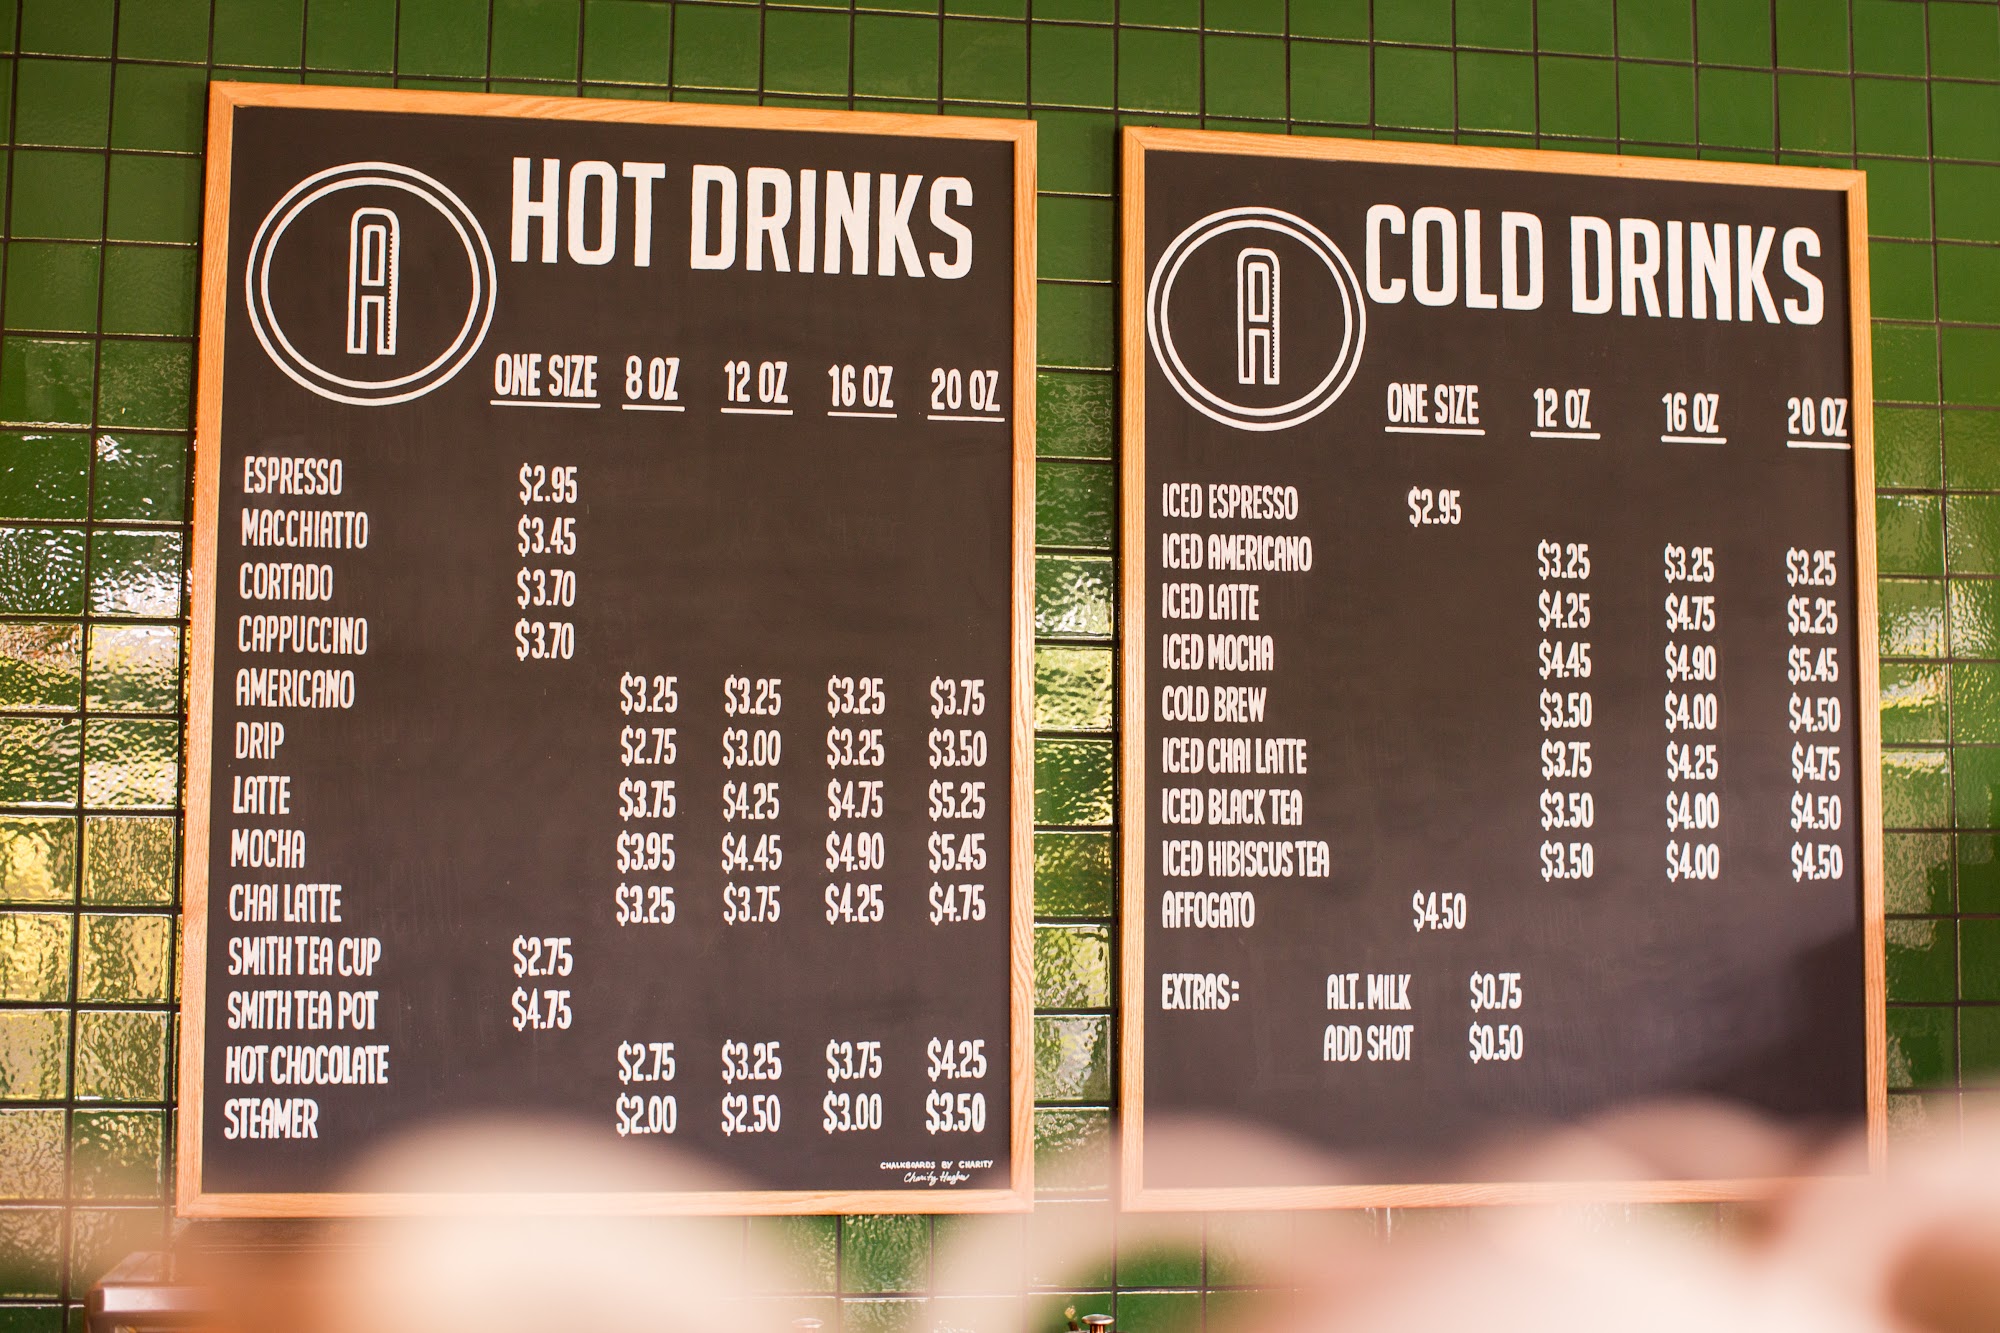 A
HOT DRINKS
ONE SIZE 8 OZ 12 OZ 16 OZ 20 OZ
ESPRESSO $2.95
MACCHIATTO $3.45
CORTADO $3.70
CAPPUCCINO $3.70
AMERICANO $3.25 $3.25 $3.25 $3.75
DRIP $2.75 $3.00 $3.25 $3.50
LATTE $3.75 $4.25 $4.75 $5.25
MOCHA $3.95 $4.45 $4.90 $5.45
CHAI LATTE $3.25 $3.75 $4.25 $4.75
SMITH TEA CUP $2.75
SMITH TEA POT $4.75
HOT CHOCOLATE $2.75 $3.25 $3.75 $4.25
STEAMER $2.00 $2.50 $3.00 $3.50
CHALKBOARDS BY CHARITY
Charity Hughes
A
COLD DRINKS
ONE SIZE 12 OZ 16 OZ 20 OZ
ICED ESPRESSO $2.95
ICED AMERICANO $3.25 $3.25 $3.25
ICED LATTE $4.25 $4.75 $5.25
ICED MOCHA $4.45 $4.90 $5.45
COLD BREW $3.50 $4.00 $4.50
ICED CHAI LATTE $3.75 $4.25 $4.75
ICED BLACK TEA $3.50 $4.00 $4.50
ICED HIBISCUS TEA $3.50 $4.00 $4.50
AFFOGATO $4.50
EXTRAS: ALT. MILK $0.75
ADD SHOT $0.50